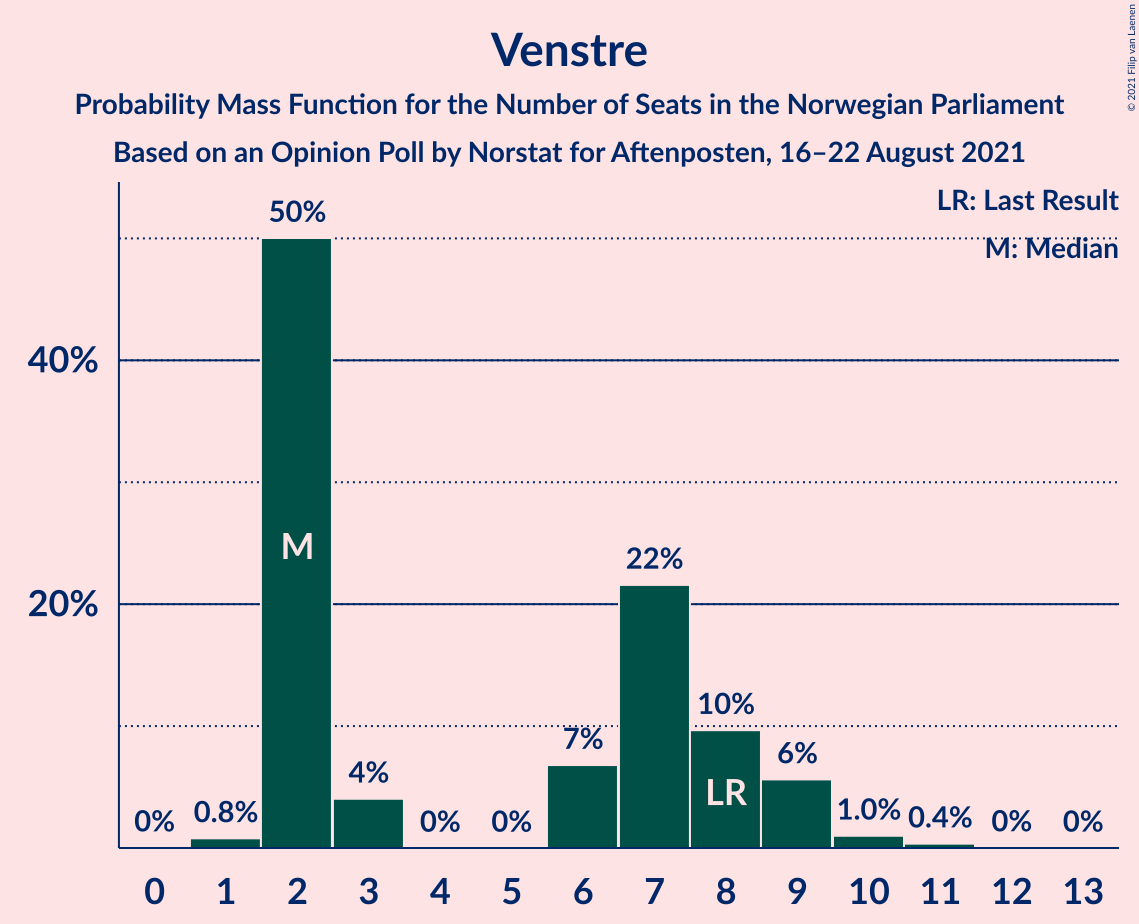 Venstre
Probability Mass Function for the Number of Seats in the Norwegian Parliament
Based on an Opinion Poll by Norstat for Aftenposten, 16–22 August 2021
© 2021 Filip van Laenen
LR: Last Result
M: Median
50%
40%
20%
M
22%
10%
7%
6%
4%
LR
0%
0.8%
0%
0%
1.0%
0.4%
0%
0%
0 1 2 3 4 5 6 7 8 9 10 11 12 13